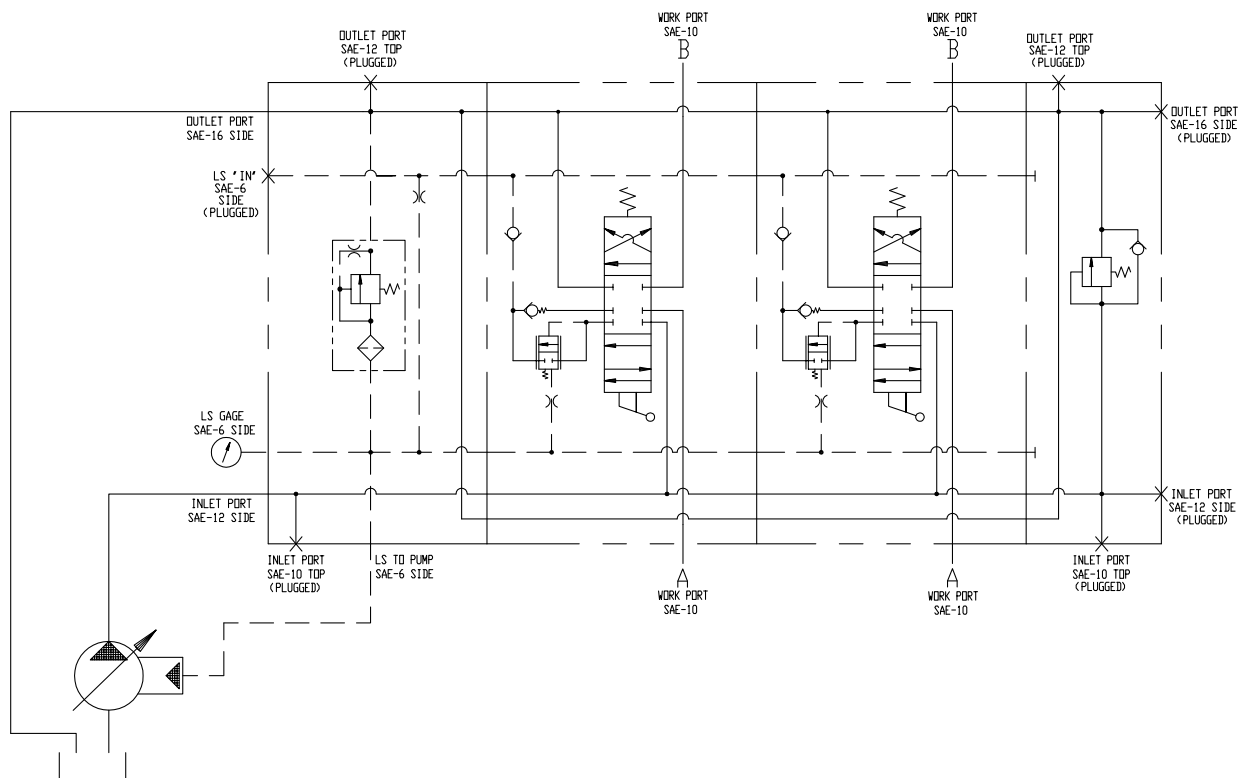 WORK PORT
SAE-10
B
WORK PORT
SAE-10
B
OUTLET PORT
SAE-12 TOP
(PLUGGED)
OUTLET PORT
SAE-12 TOP
(PLUGGED)
OUTLET PORT
SAE-16 SIDE
OUTLET PORT
SAE-16 SIDE
(PLUGGED)
LS "IN"
SAE-6
SIDE
(PLUGGED)
LS GAGE
SAE-6 SIDE
INLET PORT
SAE-12 SIDE
INLET PORT
SAE-12 SIDE
(PLUGGED)
INLET PORT
SAE-10 TOP
(PLUGGED)
LS TO PUMP
SAE-6 SIDE
A
WORK PORT
SAE-10
A
WORK PORT
SAE-10
INLET PORT
SAE-10 TOP
(PLUGGED)